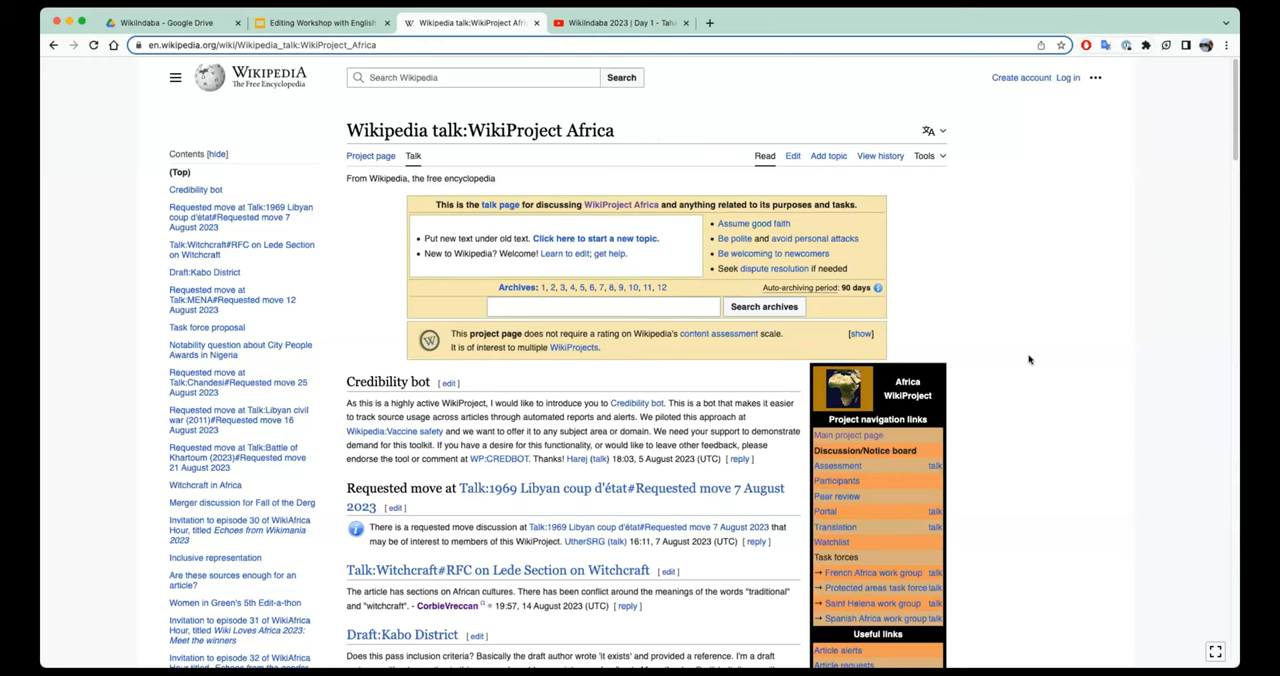 WikiIndaba - Google Drive
Editing Workshop with English
Wikipedia talk:WikiProject Afri
WikiIndaba 2023 | Day 1 - Taha
en.wikipedia.org/wiki/Wikipedia_talk:WikiProject_Africa
WIKIPEDIA
The Free Encyclopedia
Search Wikipedia
Search
Create account Log in
Wikipedia talk:WikiProject Africa
Project page Talk
Read Edit Add topic View history Tools
From Wikipedia, the free encyclopedia
Contents [hide]
(Top)
Credibility bot
Requested move at Talk:1969 Libyan
coup d'état#Requested move 7
August 2023
Talk:Witchcraft#RFC on Lede Section
on Witchcraft
Draft:Kabo District
Requested move at
Talk:MENA#Requested move 12
August 2023
Task force proposal
Notability question about City People
Awards in Nigeria
Requested move at
Talk:Chandesi#Requested move 25
August 2023
Requested move at Talk:Libyan civil
war (2011)#Requested move 16
August 2023
Requested move at Talk:Battle of
Khartoum (2023)#Requested move
21 August 2023
Witchcraft in Africa
Merger discussion for Fall of the Derg
Invitation to episode 30 of WikiAfrica
Hour, titled Echoes from Wikimania
2023
Inclusive representation
Are these sources enough for an
article?
Women in Green's 5th Edit-a-thon
Invitation to episode 31 of WikiAfrica
Hour, titled Wiki Loves Africa 2023:
Meet the winners
Invitation to episode 32 of WikiAfrica
This is the talk page for discussing WikiProject Africa and anything related to its purposes and tasks.
Put new text under old text. Click here to start a new topic.
New to Wikipedia? Welcome! Learn to edit; get help.
Assume good faith
Be polite and avoid personal attacks
Be welcoming to newcomers
Seek dispute resolution if needed
Archives: 1, 2, 3, 4, 5, 6, 7, 8, 9, 10, 11, 12
Auto-archiving period: 90 days
Search archives
This project page does not require a rating on Wikipedia's content assessment scale.
It is of interest to multiple WikiProjects.
[show]
Credibility bot [edit]
As this is a highly active WikiProject, I would like to introduce you to Credibility bot. This is a bot that makes it easier
to track source usage across articles through automated reports and alerts. We piloted this approach at
Wikipedia:Vaccine safety and we want to offer it to any subject area or domain. We need your support to demonstrate
demand for this toolkit. If you have a desire for this functionality, or would like to leave other feedback, please
endorse the tool or comment at WP:CREDBOT. Thanks! Harej (talk) 18:03, 5 August 2023 (UTC) [reply]
Requested move at Talk:1969 Libyan coup d'état#Requested move 7 August
2023 [edit]
There is a requested move discussion at Talk:1969 Libyan coup d'état#Requested move 7 August 2023 that
may be of interest to members of this WikiProject. UtherSRG (talk) 16:11, 7 August 2023 (UTC) [reply]
Talk:Witchcraft#RFC on Lede Section on Witchcraft [edit]
The article has sections on African cultures. There has been conflict around the meanings of the words "traditional"
and "witchcraft". - CorbieVreccan 19:57, 14 August 2023 (UTC) [reply]
Draft:Kabo District [edit]
Does this pass inclusion criteria? Basically the draft author wrote 'it exists' and provided a reference. I'm a draft
Africa
WikiProject
Project navigation links
Main project page
Discussion/Notice board
Assessment talk
Participants
Peer review
Portal talk
Translation talk
Watchlist
Task forces
→ French Africa work group talk
→ Protected areas task force talk
→ Saint Helena work group talk
→ Spanish Africa work group talk
Useful links
Article alerts
Article requests